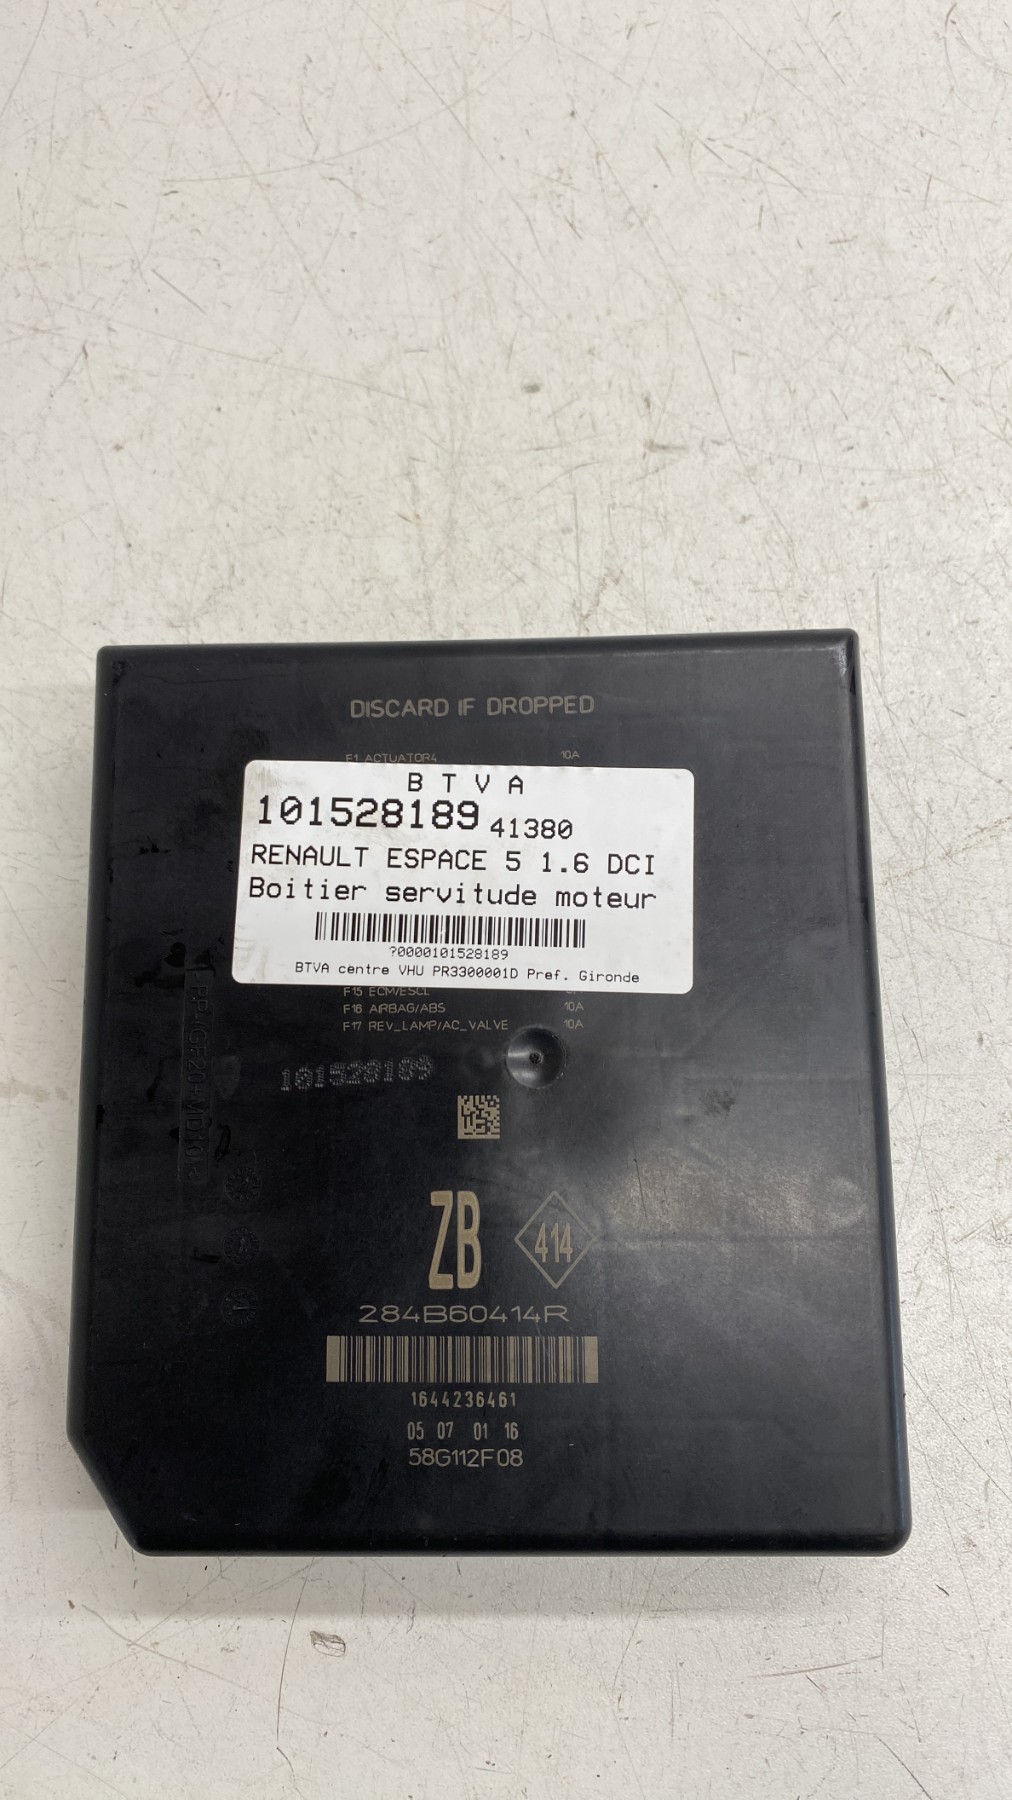 DISCARD IF DROPPED
F1 ACTUATOR4 10A
B T V A
101528189 41380
RENAULT ESPACE 5 1.6 DCI
Boitier servitude moteur
?0000101528189
BTVA centre VHU PR3300001D Pref. Gironde
F15 ECM/ESCL
F16 AIRBAG/ABS 10A
F17 REV_LAMP/AC_VALVE 10A
101528189
ZB 414
284B60414R
1644236461
05 07 01 16
58G112F08